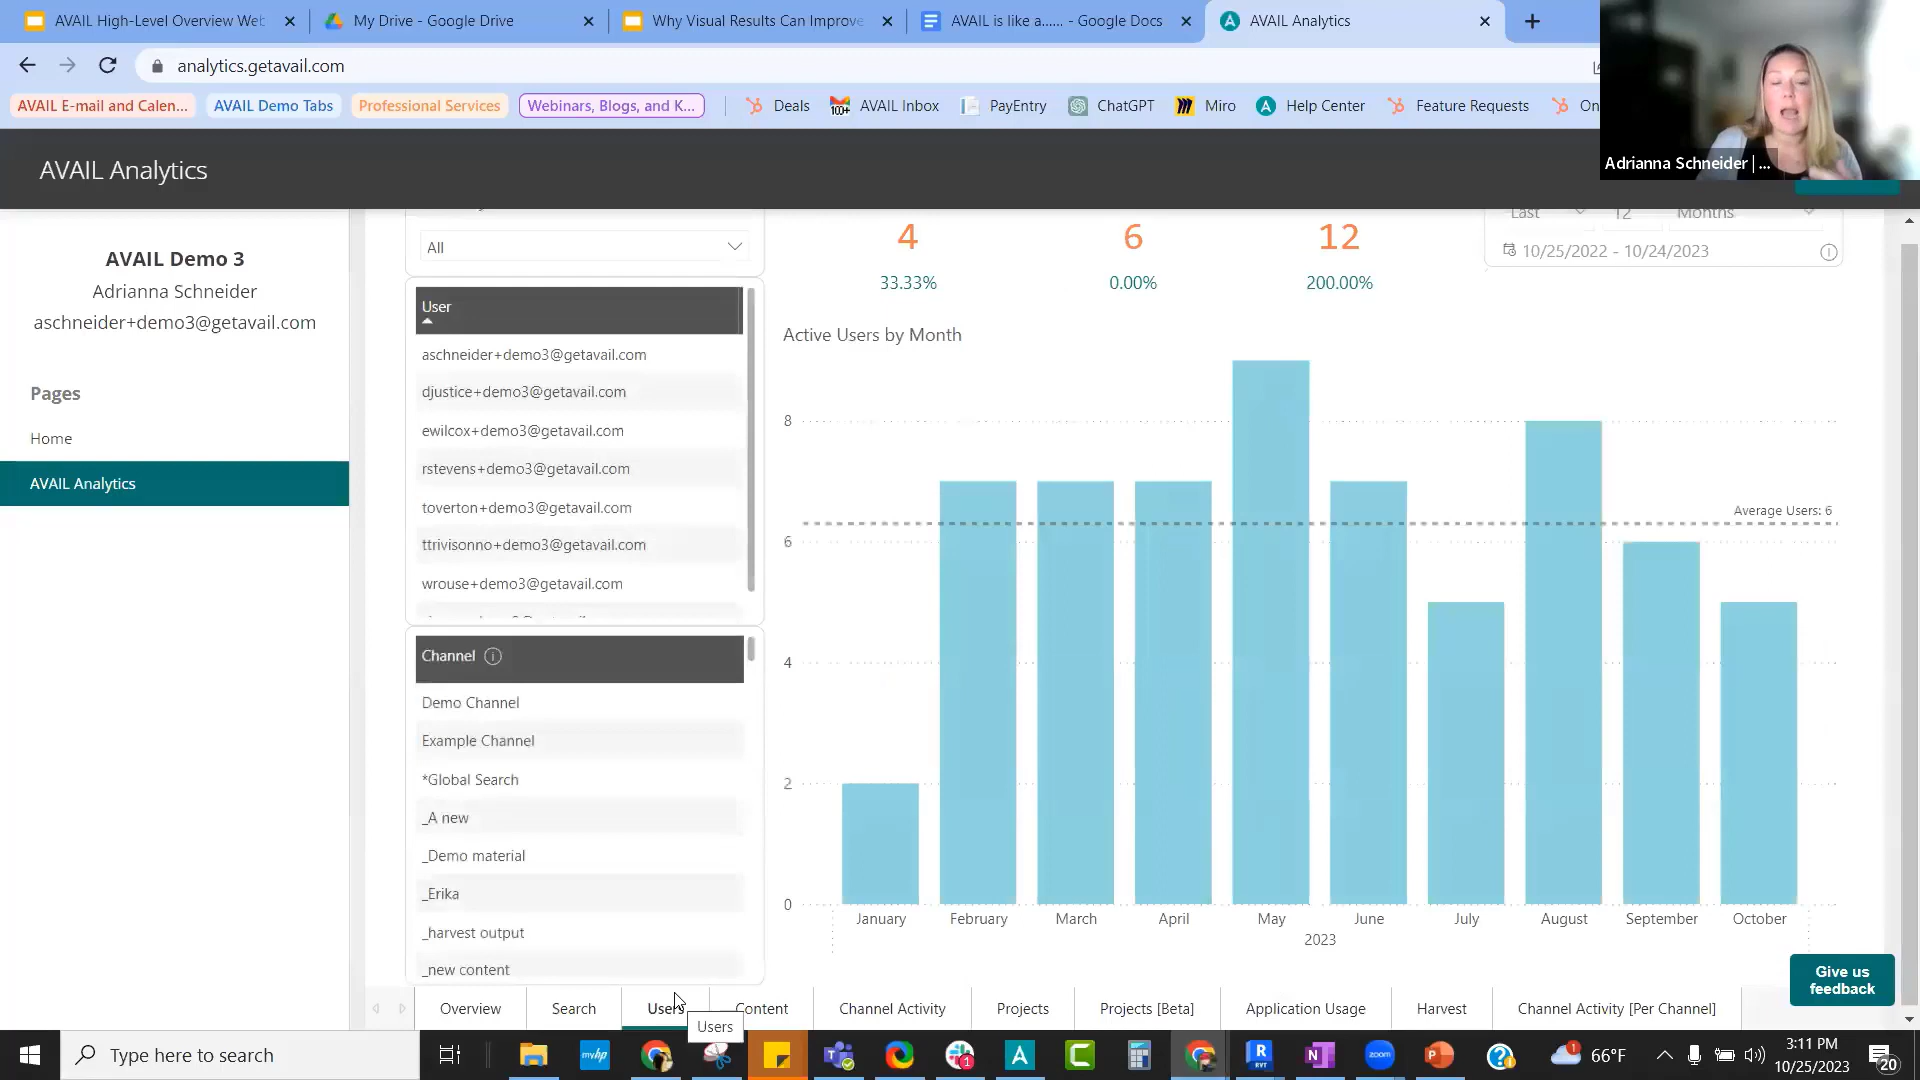 AVAIL High-Level Overview Web
My Drive - Google Drive
Why Visual Results Can Improve
AVAIL is like a...... - Google Docs
AVAIL Analytics
analytics.getavail.com
AVAIL E-mail and Calen...
AVAIL Demo Tabs
Professional Services
Webinars, Blogs, and K...
Deals
100+
AVAIL Inbox
PayEntry
ChatGPT
Miro
Help Center
Feature Requests
On
Adrianna Schneider | ...
AVAIL Analytics
AVAIL Demo 3
Adrianna Schneider
aschneider+demo3@getavail.com
Pages
Home
AVAIL Analytics
All
User
aschneider+demo3@getavail.com
djustice+demo3@getavail.com
ewilcox+demo3@getavail.com
rstevens+demo3@getavail.com
toverton+demo3@getavail.com
ttrivisonno+demo3@getavail.com
wrouse+demo3@getavail.com
Channel
Demo Channel
Example Channel
*Global Search
_A new
_Demo material
_Erika
_harvest output
_new content
4
6
12
33.33%
0.00%
200.00%
Last 12 Months
10/25/2022 - 10/24/2023
Active Users by Month
8
6
4
2
0
Average Users: 6
January February March April May June July August September October
2023
Give us
feedback
Overview
Search
Users
Content
Channel Activity
Projects
Projects [Beta]
Application Usage
Harvest
Channel Activity [Per Channel]
Users
Type here to search
66°F
3:11 PM
10/25/2023
20